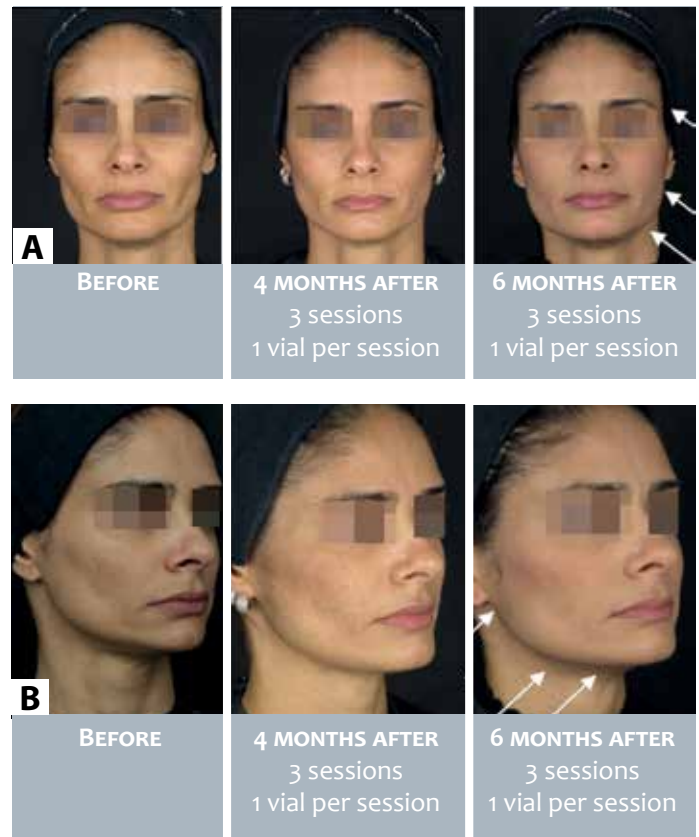 A
BEFORE
4 MONTHS AFTER
3 sessions
1 vial per session
6 MONTHS AFTER
3 sessions
1 vial per session
B
BEFORE
4 MONTHS AFTER
3 sessions
1 vial per session
6 MONTHS AFTER
3 sessions
1 vial per session